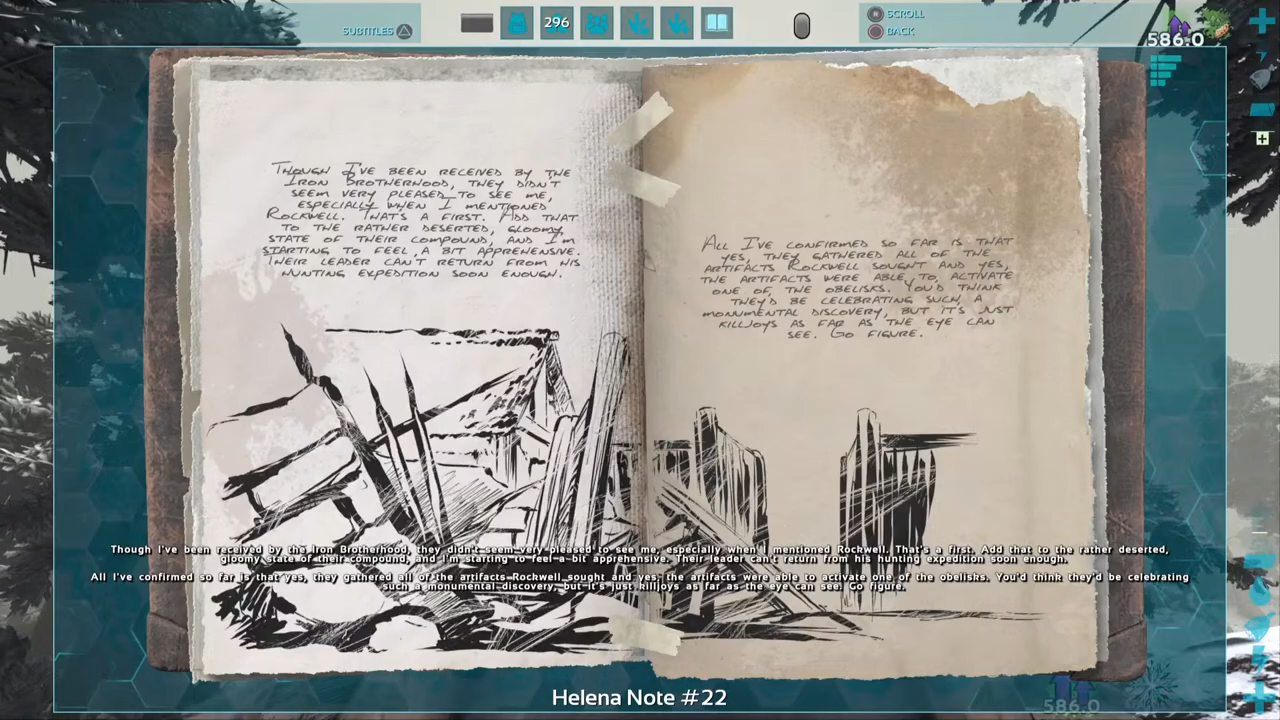 SUBTITLES
296
SCROLL
BACK
586.0
THOUGH I'VE BEEN RECEIVED BY THE
IRON BROTHERHOOD, THEY DIDN'T
SEEM VERY PLEASED TO SEE ME,
ESPECIALLY WHEN I MENTIONED
ROCKWELL. THAT'S A FIRST. ADD THAT
TO THE RATHER DESERTED, GLOOMY
STATE OF THEIR COMPOUND, AND I'M
STARTING TO FEEL A BIT APPREHENSIVE.
THEIR LEADER CAN'T RETURN FROM HIS
HUNTING EXPEDITION SOON ENOUGH.
ALL I'VE CONFIRMED SO FAR IS THAT
YES, THEY GATHERED ALL OF THE
ARTIFACTS ROCKWELL SOUGHT AND YES,
THE ARTIFACTS WERE ABLE TO ACTIVATE
ONE OF THE OBELISKS. YOU'D THINK
THEY'D BE CELEBRATING SUCH A
MONUMENTAL DISCOVERY, BUT IT'S JUST
KILLJOYS AS FAR AS THE EYE CAN
SEE. GO FIGURE.
Though I've been received by the Iron Brotherhood, they didn't seem very pleased to see me, especially when I mentioned Rockwell. That's a first. Add that to the rather deserted,
gloomy state of their compound, and I'm starting to feel a bit apprehensive. Their leader can't return from his hunting expedition soon enough.
All I've confirmed so far is that yes, they gathered all of the artifacts Rockwell sought and yes, the artifacts were able to activate one of the obelisks. You'd think they'd be celebrating
such a monumental discovery, but it's just killjoys as far as the eye can see. Go figure.
Helena Note #22
586.0